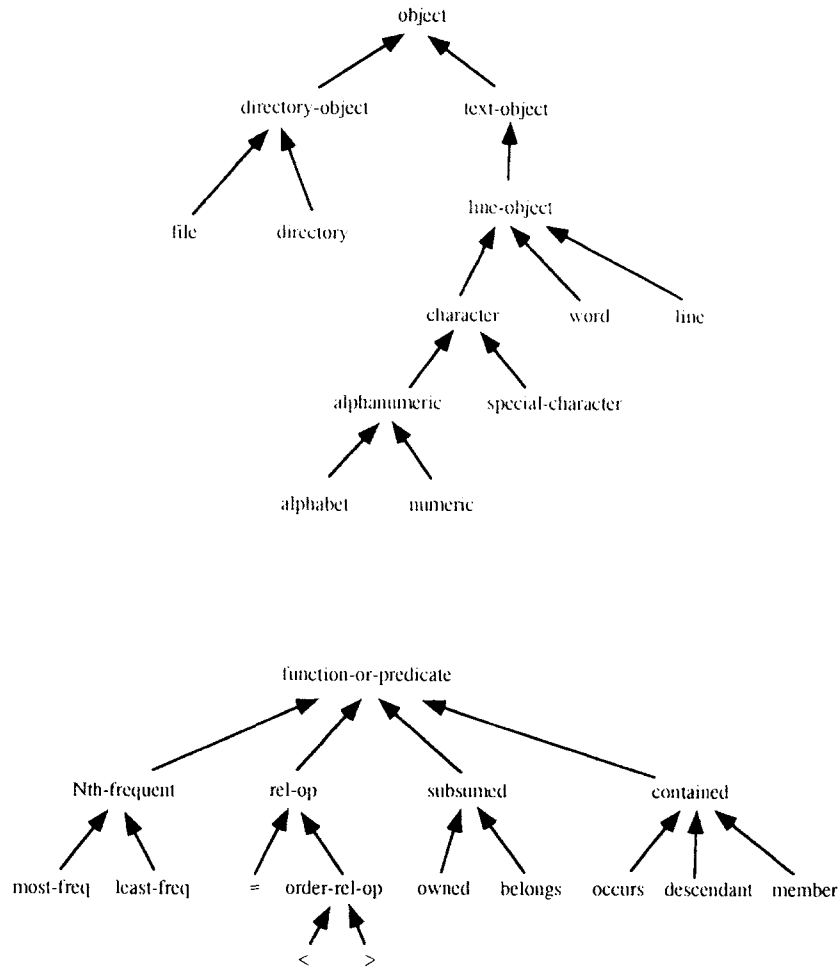 object
directory-object text-object
file directory line-object
character word line
alphanumeric special-character
alphabet numeric
function-or-predicate
Nth-frequent rel-op subsumed contained
most-freq least-freq = order-rel-op owned belongs occurs descendant member
< >